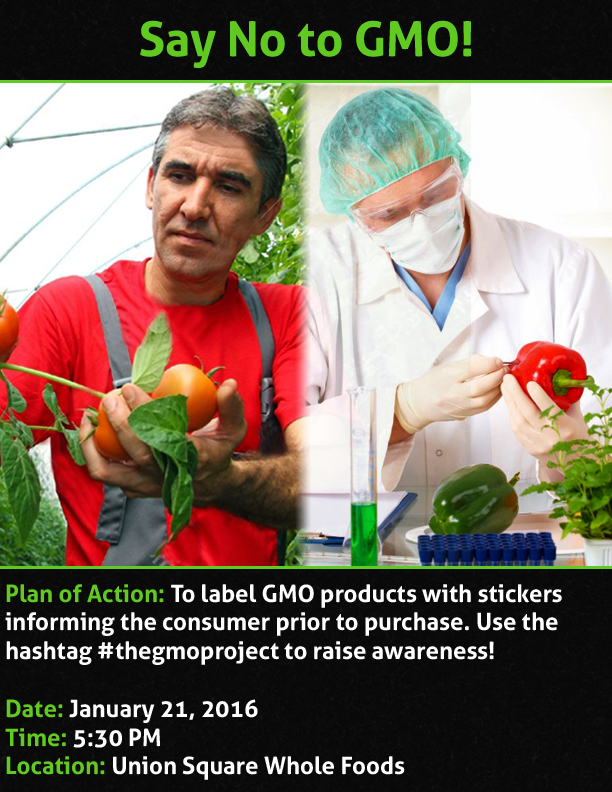 Say No to GMO!
Plan of Action: To label GMO products with stickers
informing the consumer prior to purchase. Use the
hashtag #thegmoproject to raise awareness!
Date: January 21, 2016
Time: 5:30 PM
Location: Union Square Whole Foods